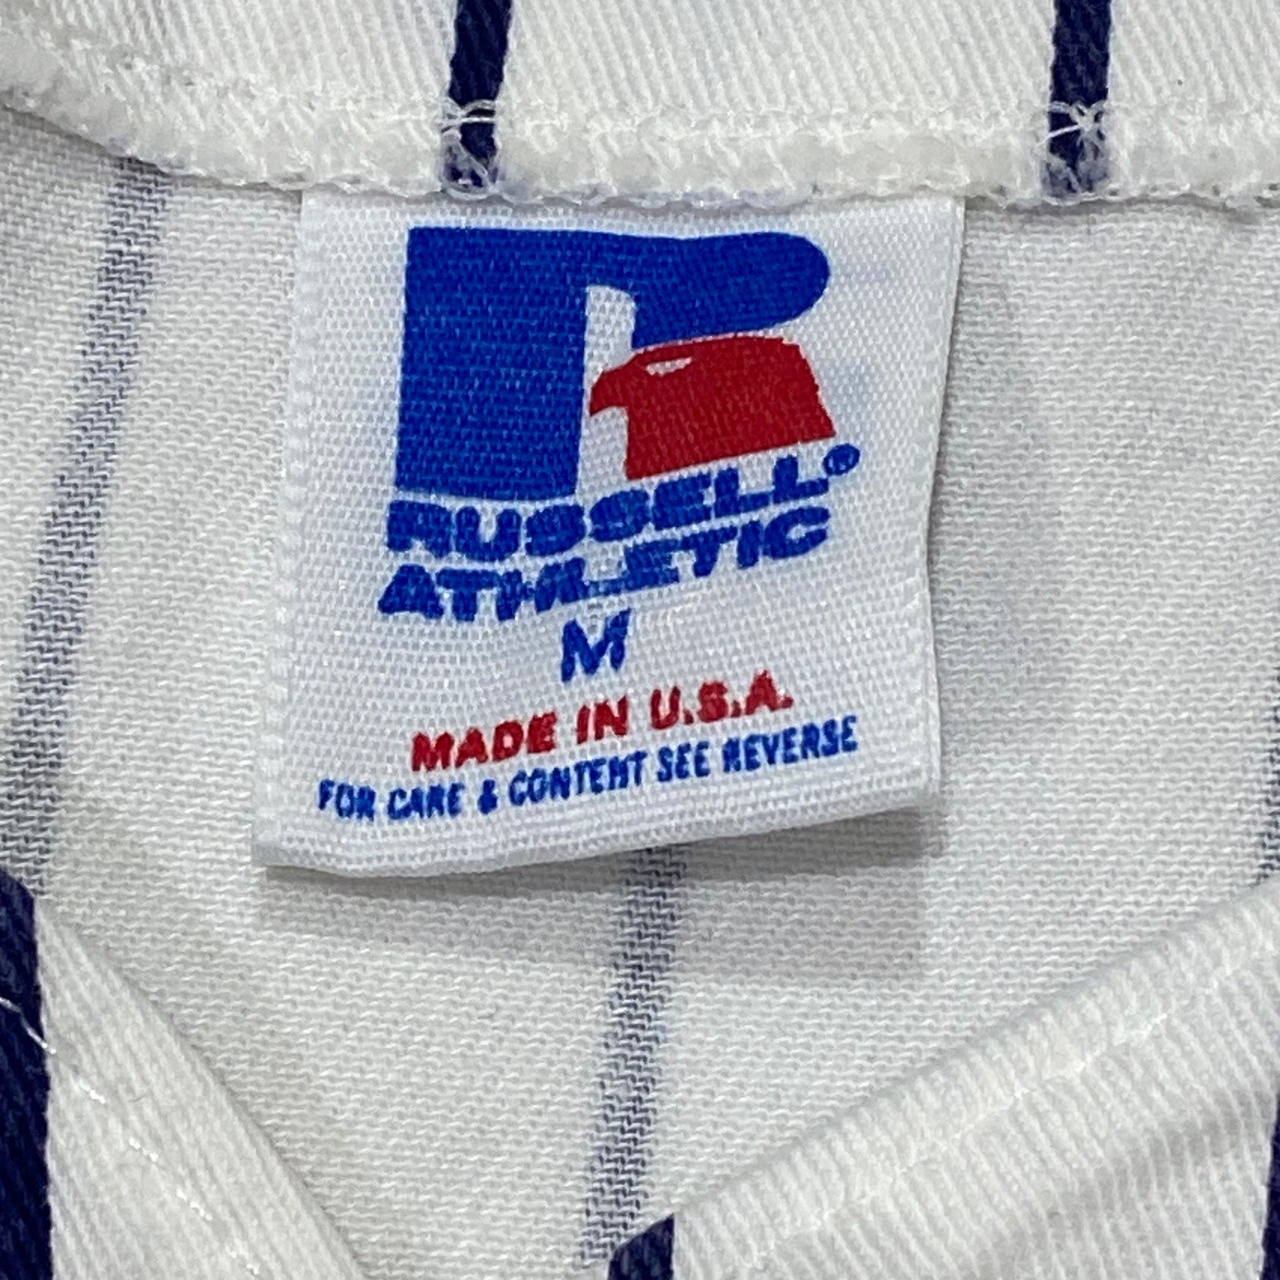 RUSSELL®
ATHLETIC
M
MADE IN U.S.A.
FOR CARE & CONTENT SEE REVERSE